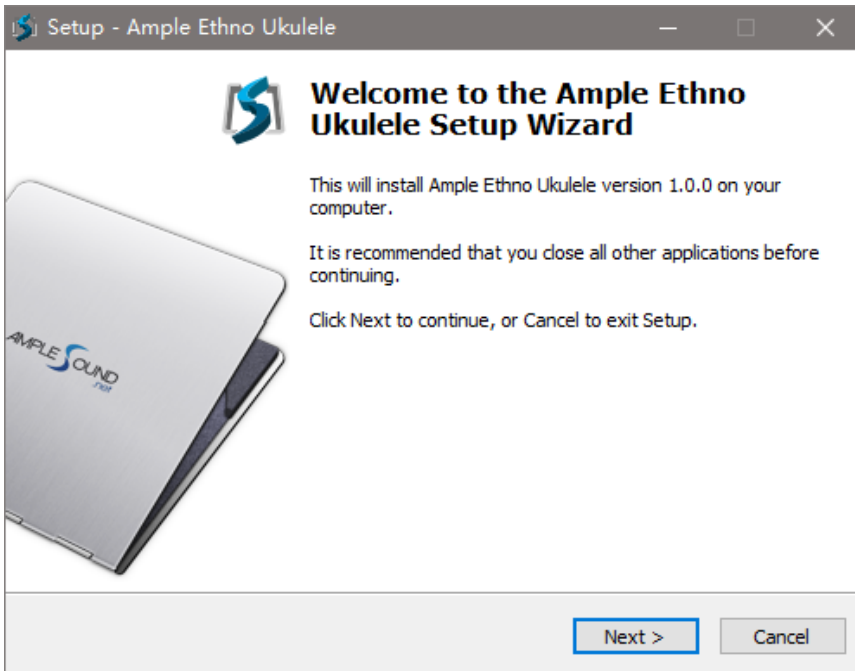 Setup - Ample Ethno Ukulele
Welcome to the Ample Ethno
Ukulele Setup Wizard
This will install Ample Ethno Ukulele version 1.0.0 on your
computer.
It is recommended that you close all other applications before
continuing.
Click Next to continue, or Cancel to exit Setup.
AMPLE SOUND
.net
Next >
Cancel